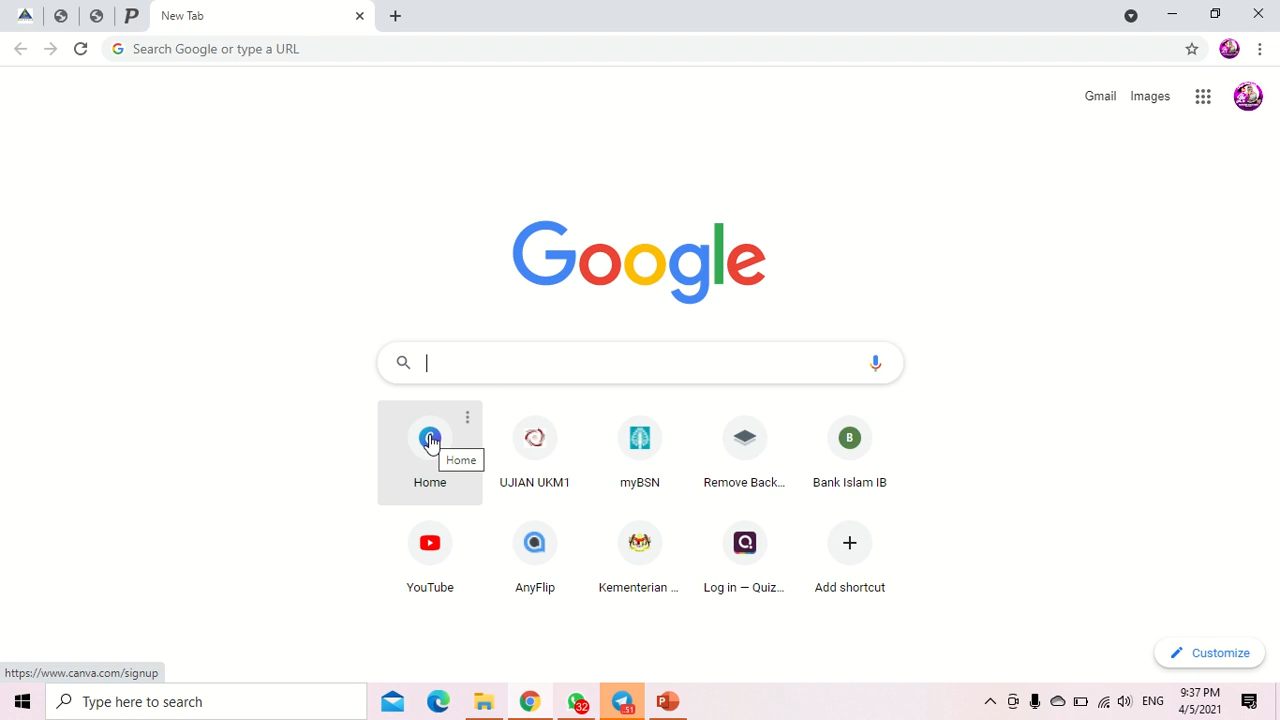 New Tab
Search Google or type a URL
Gmail Images
Google
Home
Home UJIAN UKM1 myBSN Remove Back... Bank Islam IB
B
YouTube AnyFlip Kementerian ... Log in — Quiz... Add shortcut
Customize
https://www.canva.com/signup
Type here to search
32
51
ENG
9:37 PM
4/5/2021